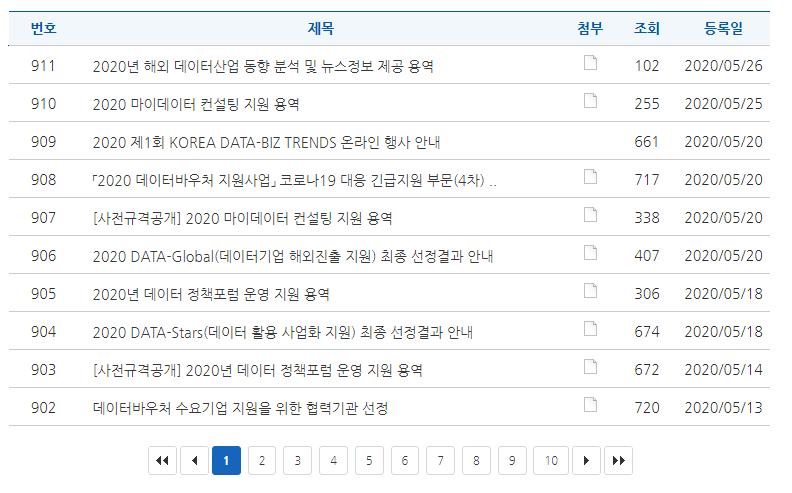 번호 제목 첨부 조회 등록일
911 2020년 해외 데이터산업 동향 분석 및 뉴스정보 제공 용역 102 2020/05/26
910 2020 마이데이터 컨설팅 지원 용역 255 2020/05/25
909 2020 제1회 KOREA DATA-BIZ TRENDS 온라인 행사 안내 661 2020/05/20
908 「2020 데이터바우처 지원사업」 코로나19 대응 긴급지원 부문(4차) .. 717 2020/05/20
907 [사전규격공개] 2020 마이데이터 컨설팅 지원 용역 338 2020/05/20
906 2020 DATA-Global(데이터기업 해외진출 지원) 최종 선정결과 안내 407 2020/05/20
905 2020년 데이터 정책포럼 운영 지원 용역 306 2020/05/18
904 2020 DATA-Stars(데이터 활용 사업화 지원) 최종 선정결과 안내 674 2020/05/18
903 [사전규격공개] 2020년 데이터 정책포럼 운영 지원 용역 672 2020/05/14
902 데이터바우처 수요기업 지원을 위한 협력기관 선정 720 2020/05/13
1 2 3 4 5 6 7 8 9 10